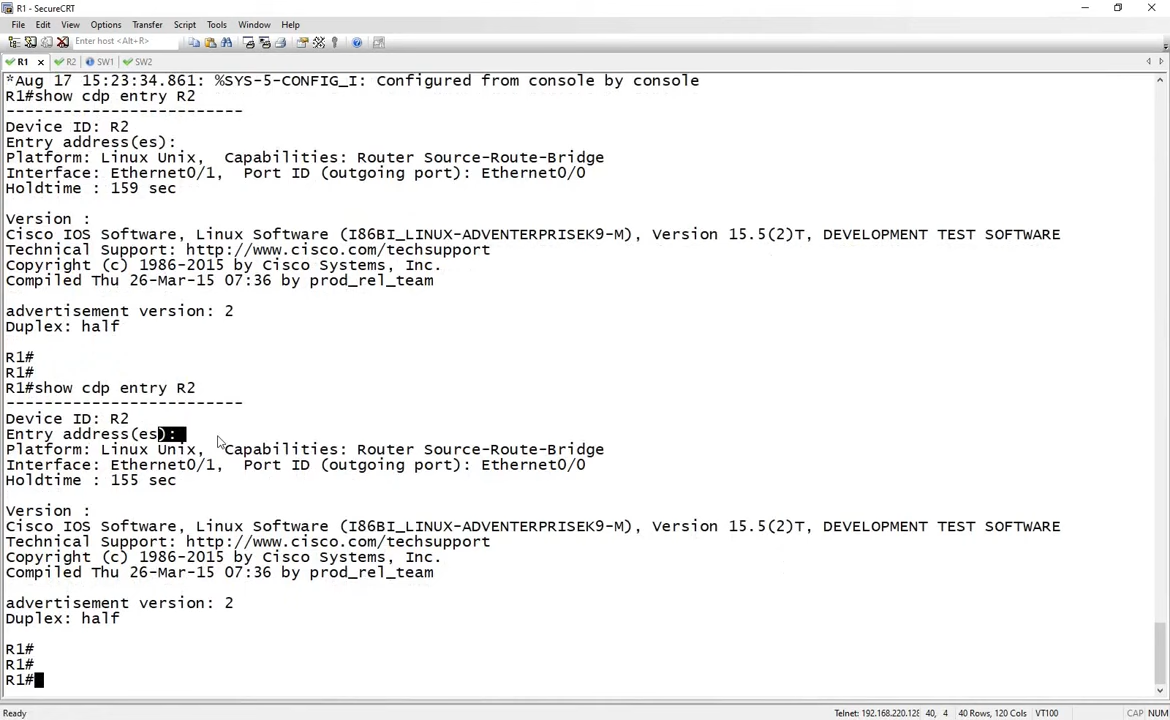 R1 - SecureCRT
File Edit View Options Transfer Script Tools Window Help
Enter host <Alt+R>
R1 R2 SW1 SW2
*Aug 17 15:23:34.861: %SYS-5-CONFIG_I: Configured from console by console
R1#show cdp entry R2
-------------------------
Device ID: R2
Entry address(es):
Platform: Linux Unix,  Capabilities: Router Source-Route-Bridge
Interface: Ethernet0/1,  Port ID (outgoing port): Ethernet0/0
Holdtime : 159 sec
Version :
Cisco IOS Software, Linux Software (I86BI_LINUX-ADVENTERPRISEK9-M), Version 15.5(2)T, DEVELOPMENT TEST SOFTWARE
Technical Support: http://www.cisco.com/techsupport
Copyright (c) 1986-2015 by Cisco Systems, Inc.
Compiled Thu 26-Mar-15 07:36 by prod_rel_team
advertisement version: 2
Duplex: half
R1#
R1#
R1#show cdp entry R2
-------------------------
Device ID: R2
Entry address(es):
Platform: Linux Unix,  Capabilities: Router Source-Route-Bridge
Interface: Ethernet0/1,  Port ID (outgoing port): Ethernet0/0
Holdtime : 155 sec
Version :
Cisco IOS Software, Linux Software (I86BI_LINUX-ADVENTERPRISEK9-M), Version 15.5(2)T, DEVELOPMENT TEST SOFTWARE
Technical Support: http://www.cisco.com/techsupport
Copyright (c) 1986-2015 by Cisco Systems, Inc.
Compiled Thu 26-Mar-15 07:36 by prod_rel_team
advertisement version: 2
Duplex: half
R1#
R1#
R1#
Ready Telnet: 192.168.220.128 40, 4 40 Rows, 120 Cols VT100 CAP NUM